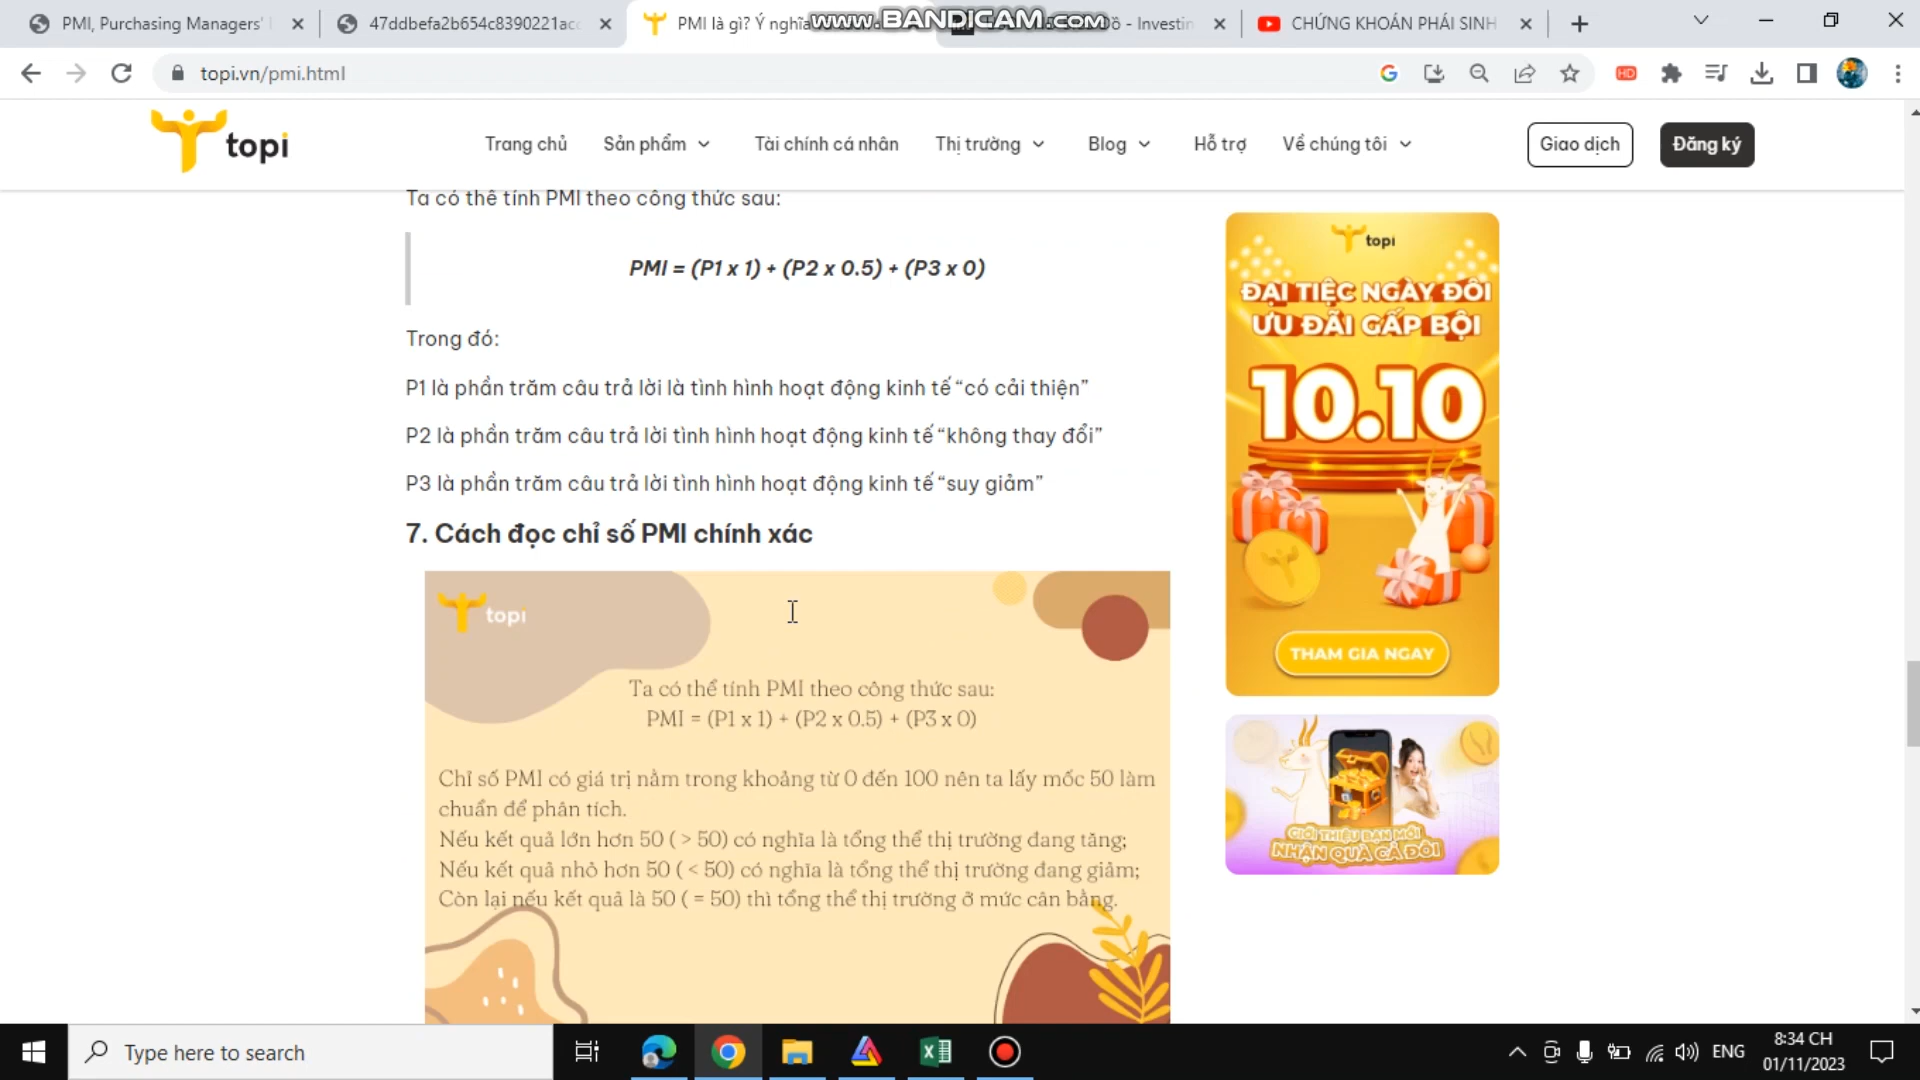 PMI, Purchasing Managers'
47ddbefa2b654c8390221ac
PMI là gì? Ý nghĩa
www.BANDICAM.com
ồ - Investin
CHỨNG KHOÁN PHÁI SINH
topi.vn/pmi.html
HD
topi
Trang chủ
Sản phẩm
Tài chính cá nhân
Thị trường
Blog
Hỗ trợ
Về chúng tôi
Giao dịch
Đăng ký
Ta có thể tính PMI theo công thức sau:
PMI = (P1 x 1) + (P2 x 0.5) + (P3 x 0)
Trong đó:
P1 là phần trăm câu trả lời là tình hình hoạt động kinh tế “có cải thiện”
P2 là phần trăm câu trả lời tình hình hoạt động kinh tế “không thay đổi”
P3 là phần trăm câu trả lời tình hình hoạt động kinh tế “suy giảm”
7. Cách đọc chỉ số PMI chính xác
topi
Ta có thể tính PMI theo công thức sau:
PMI = (P1 x 1) + (P2 x 0.5) + (P3 x 0)
Chỉ số PMI có giá trị nằm trong khoảng từ 0 đến 100 nên ta lấy mốc 50 làm
chuẩn để phân tích.
Nếu kết quả lớn hơn 50 ( > 50) có nghĩa là tổng thể thị trường đang tăng;
Nếu kết quả nhỏ hơn 50 ( < 50) có nghĩa là tổng thể thị trường đang giảm;
Còn lại nếu kết quả là 50 ( = 50) thì tổng thể thị trường ở mức cân bằng.
topi
ĐẠI TIỆC NGÀY ĐÔI
ƯU ĐÃI GẤP BỘI
10.10
THAM GIA NGAY
GIỚI THIỆU BẠN MỚI
NHẬN QUÀ CẢ ĐÔI
Type here to search
ENG
8:34 CH
01/11/2023